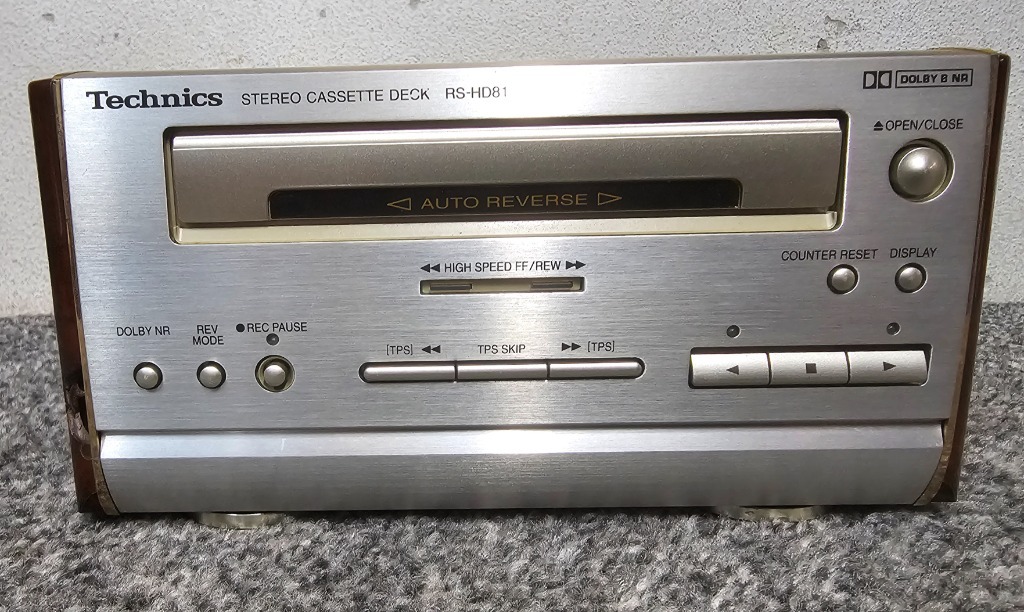 Technics STEREO CASSETTE DECK RS-HD81
DOLBY B NR
⏏ OPEN/CLOSE
◁ AUTO REVERSE ▷
COUNTER RESET DISPLAY
◀◀ HIGH SPEED FF/REW ▶▶
DOLBY NR
REV
MODE
● REC PAUSE
[TPS] ◀◀ TPS SKIP ▶▶ [TPS]
◀ ■ ▶